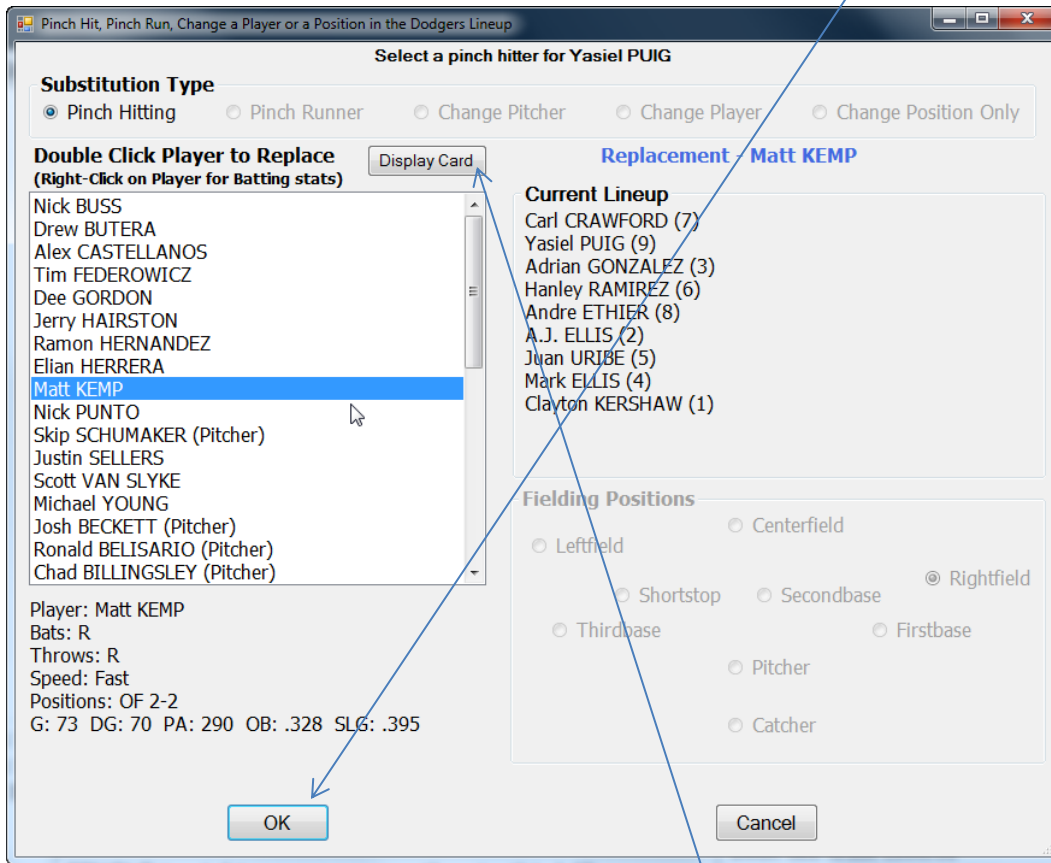 Pinch Hit, Pinch Run, Change a Player or a Position in the Dodgers Lineup
Select a pinch hitter for Yasiel PUIG
Substitution Type
Pinch Hitting
Pinch Runner
Change Pitcher
Change Player
Change Position Only
Double Click Player to Replace
(Right-Click on Player for Batting stats)
Display Card
Nick BUSS
Drew BUTERA
Alex CASTELLANOS
Tim FEDEROWICZ
Dee GORDON
Jerry HAIRSTON
Ramon HERNANDEZ
Elian HERRERA
Matt KEMP
Nick PUNTO
Skip SCHUMAKER (Pitcher)
Justin SELLERS
Scott VAN SLYKE
Michael YOUNG
Josh BECKETT (Pitcher)
Ronald BELISARIO (Pitcher)
Chad BILLINGSLEY (Pitcher)
Player: Matt KEMP
Bats: R
Throws: R
Speed: Fast
Positions: OF 2-2
G: 73 DG: 70 PA: 290 OB: .328 SLG: .395
Replacement - Matt KEMP
Current Lineup
Carl CRAWFORD (7)
Yasiel PUIG (9)
Adrian GONZALEZ (3)
Hanley RAMIREZ (6)
Andre ETHIER (8)
A.J. ELLIS (2)
Juan URIBE (5)
Mark ELLIS (4)
Clayton KERSHAW (1)
Fielding Positions
Centerfield
Leftfield
Rightfield
Shortstop
Secondbase
Thirdbase
Firstbase
Pitcher
Catcher
OK
Cancel